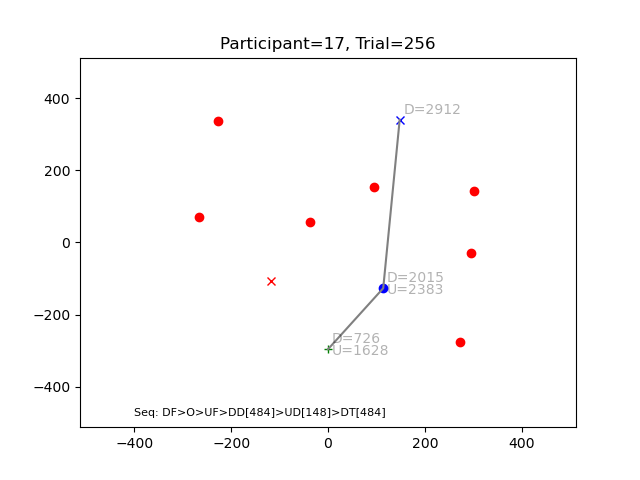 Participant=17, Trial=256
400
200
0
−200
−400
D=2912
D=2015
U=2383
D=726
U=1628
Seq: DF>O>UF>DD[484]>UD[148]>DT[484]
−400
−200
0
200
400